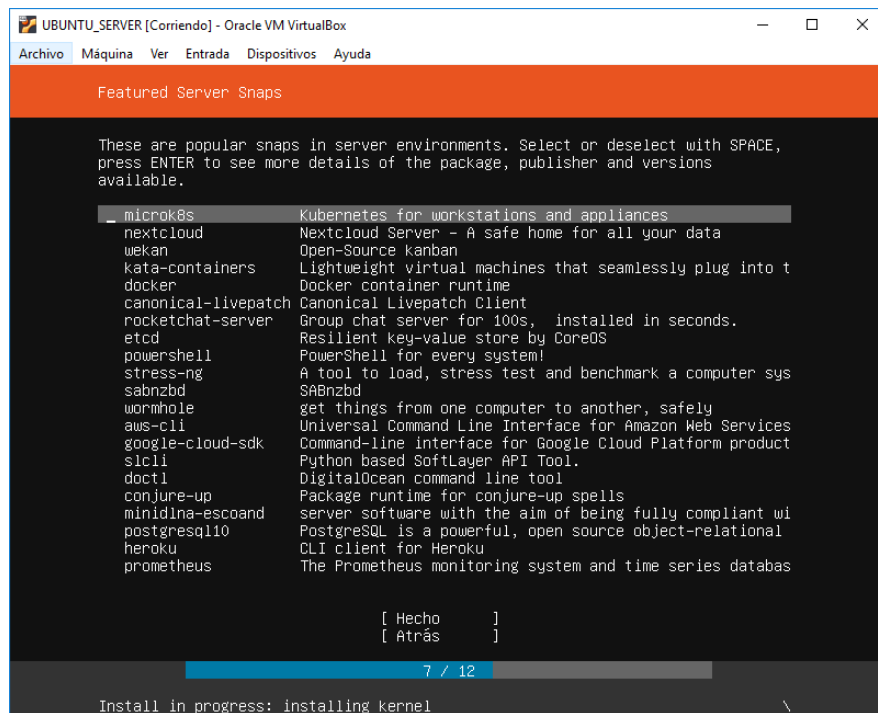 UBUNTU_SERVER [Corriendo] - Oracle VM VirtualBox
Archivo Máquina Ver Entrada Dispositivos Ayuda
Featured Server Snaps
These are popular snaps in server environments. Select or deselect with SPACE,
press ENTER to see more details of the package, publisher and versions
available.
_ microk8s Kubernetes for workstations and appliances
nextcloud Nextcloud Server - A safe home for all your data
wekan Open-Source kanban
kata-containers Lightweight virtual machines that seamlessly plug into t
docker Docker container runtime
canonical-livepatch Canonical Livepatch Client
rocketchat-server Group chat server for 100s, installed in seconds.
etcd Resilient key-value store by CoreOS
powershell PowerShell for every system!
stress-ng A tool to load, stress test and benchmark a computer sys
sabnzbd SABnzbd
wormhole get things from one computer to another, safely
aws-cli Universal Command Line Interface for Amazon Web Services
google-cloud-sdk Command-line interface for Google Cloud Platform product
slcli Python based SoftLayer API Tool.
doctl DigitalOcean command line tool
conjure-up Package runtime for conjure-up spells
minidlna-escoand server software with the aim of being fully compliant wi
postgresql10 PostgreSQL is a powerful, open source object-relational
heroku CLI client for Heroku
prometheus The Prometheus monitoring system and time series databas
[ Hecho ]
[ Atrás ]
7 / 12
Install in progress: installing kernel \